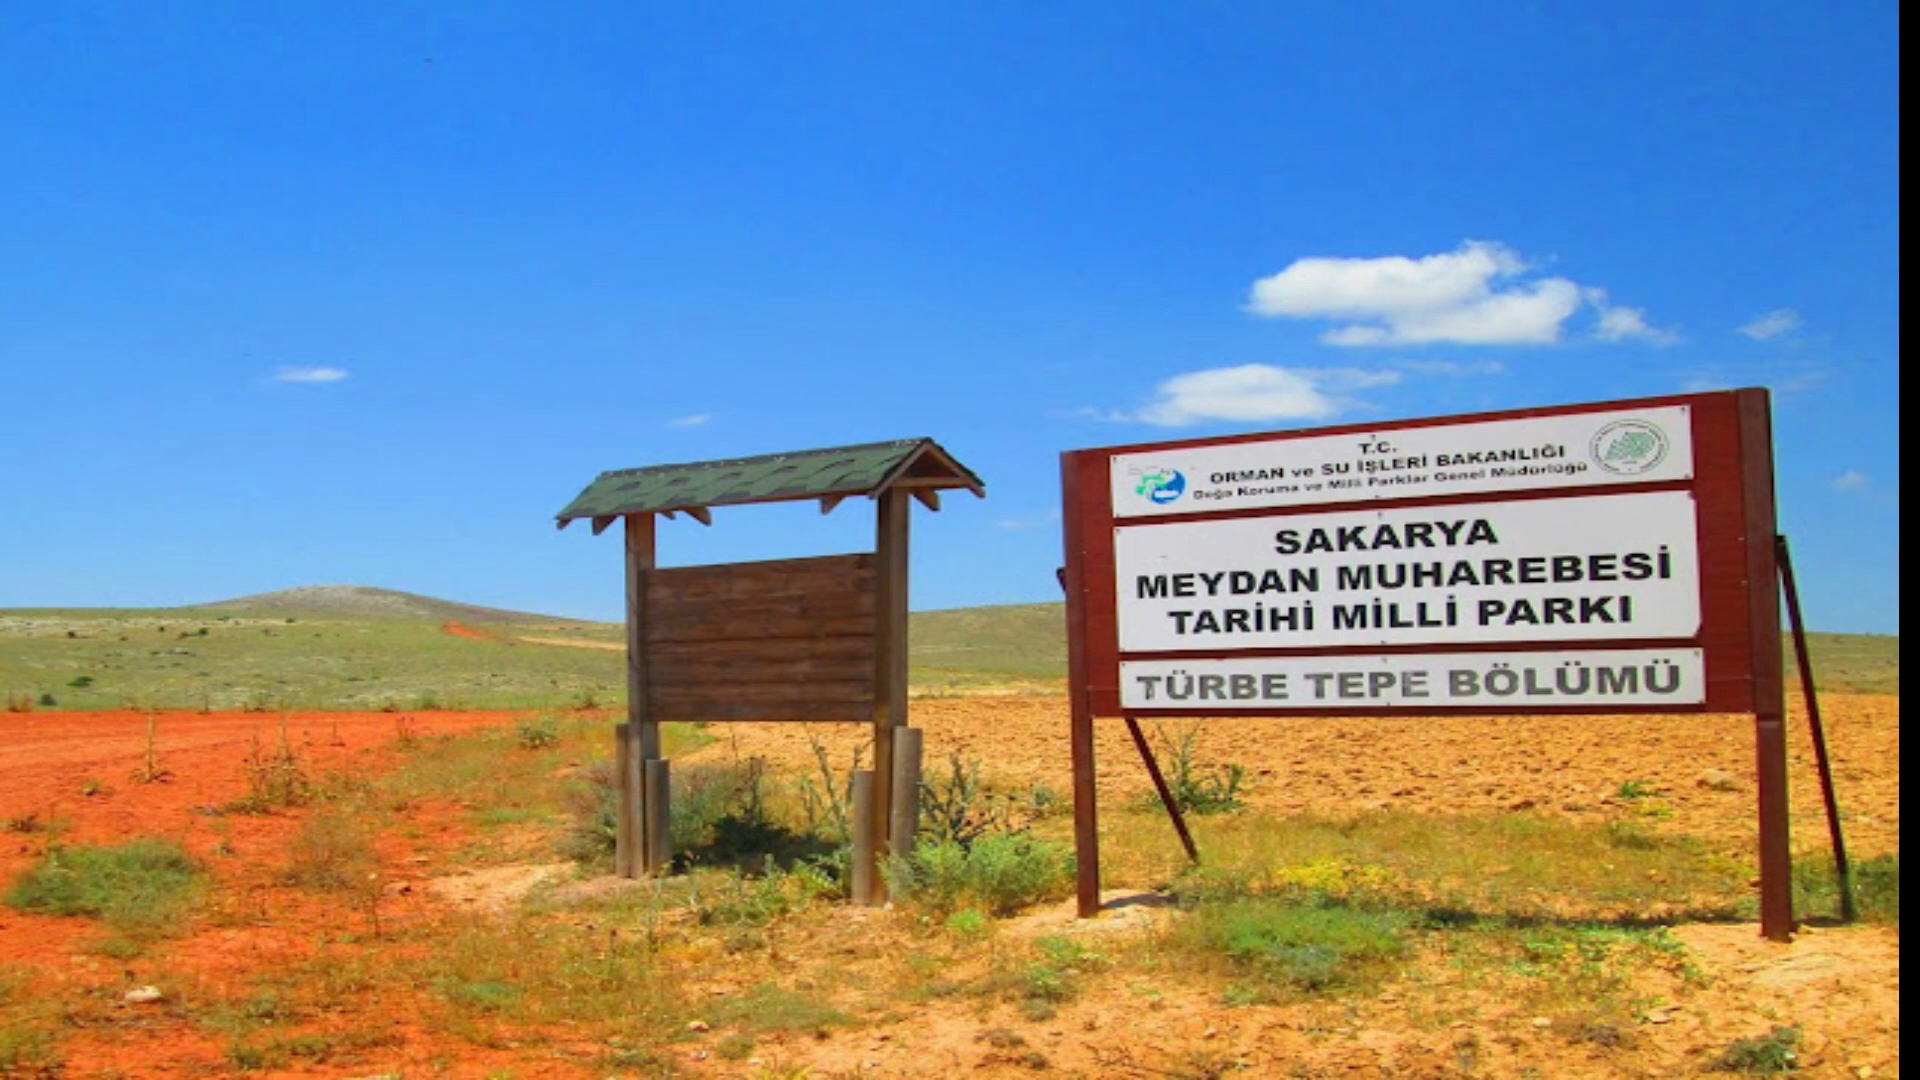 T.C.
ORMAN ve SU İŞLERİ BAKANLIĞI
Doğa Koruma ve Milli Parklar Genel Müdürlüğü
SAKARYA
MEYDAN MUHAREBESİ
TARİHİ MİLLİ PARKI
TÜRBE TEPE BÖLÜMÜ